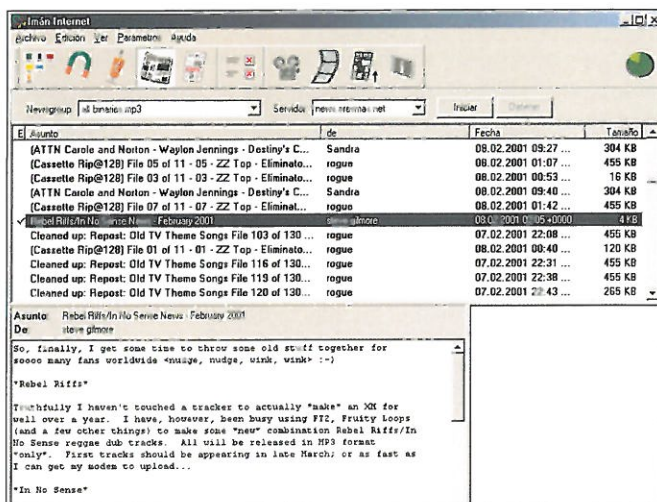 Imán Internet
Archivo Edición Ver Parametros Ayuda
Newsgroup: alt.binaries.mp3 Servidor: Iniciar
E Asunto de Fecha Tamaño
(ATTN Carole and Norton - Waylon Jennings - Destiny's C... Sandra 08.02.2001 09:27 ... 304 KB
(Cassette Rip@128) File 05 of 11 - 05 - ZZ Top - Eliminato... rogue 08.02.2001 01:07 ... 455 KB
(Cassette Rip@128) File 03 of 11 - 03 - ZZ Top - Eliminato... rogue 08.02.2001 00:53 ... 16 KB
(ATTN Carole and Norton - Waylon Jennings - Destiny's C... Sandra 08.02.2001 09:40 ... 304 KB
(Cassette Rip@128) File 07 of 11 - 07 - ZZ Top - Eliminat... rogue 08.02.2001 01:42 ... 455 KB
Rebel Riffs/In No Sense News - February 2001 steve gilmore 08.02.2001 +0000 4 KB
Cleaned up: Repost: Old TV Theme Songs File 103 of 130 ... rogue 07.02.2001 22:08 ... 455 KB
(Cassette Rip@128) File 01 of 11 - 01 - ZZ Top - Eliminato... rogue 08.02.2001 00:40 ... 120 KB
Cleaned up: Repost: Old TV Theme Songs File 116 of 130... rogue 07.02.2001 22:31 ... 455 KB
Cleaned up: Repost: Old TV Theme Songs File 119 of 130... rogue 07.02.2001 22:38 ... 455 KB
Cleaned up: Repost: Old TV Theme Songs File 120 of 130... rogue 07.02.2001 22:43 ... 265 KB
Asunto: Rebel Riffs/In No Sense News - February 2001
De: steve gilmore
So, finally, I get some time to throw some old stuff together for
soooo many fans worldwide <nudge, nudge, wink, wink> :-)
*Rebel Riffs*
Truthfully I haven't touched a tracker to actually *make* an XM for
well over a year. I have, however, been busy using FT2, Fruity Loops
(and a few other things) to make some *new* combination Rebel Riffs/In
No Sense reggae dub tracks. All will be released in MP3 format
*only*. First tracks should be appearing in late March; or as fast as
I can get my modem to upload...
*In No Sense*